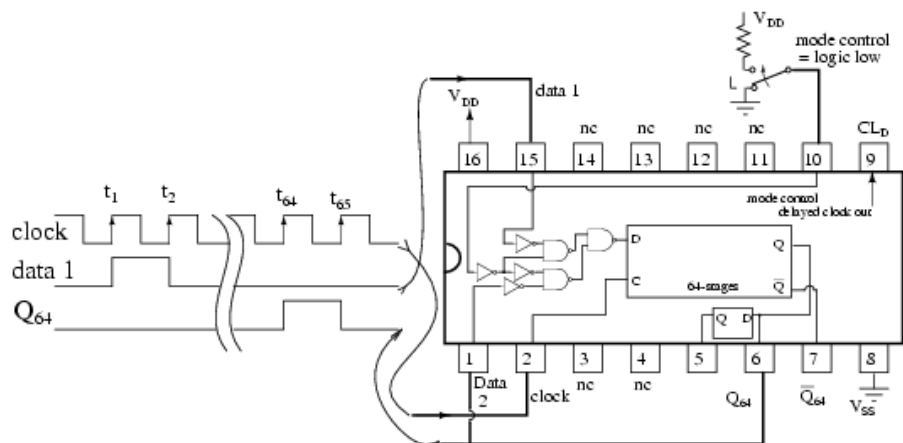 V_DD
mode control
= logic low
L
data 1
V_DD
nc
nc
nc
nc
CL_D
16
15
14
13
12
11
10
9
t_1
t_2
t_64
t_65
mode control
delayed clock out
clock
D
Q
data 1
C
64-stages
Q̅
Q_64
Q
D
1
2
3
4
5
6
7
8
Data
2
clock
nc
nc
Q_64
Q̅_64
V_SS